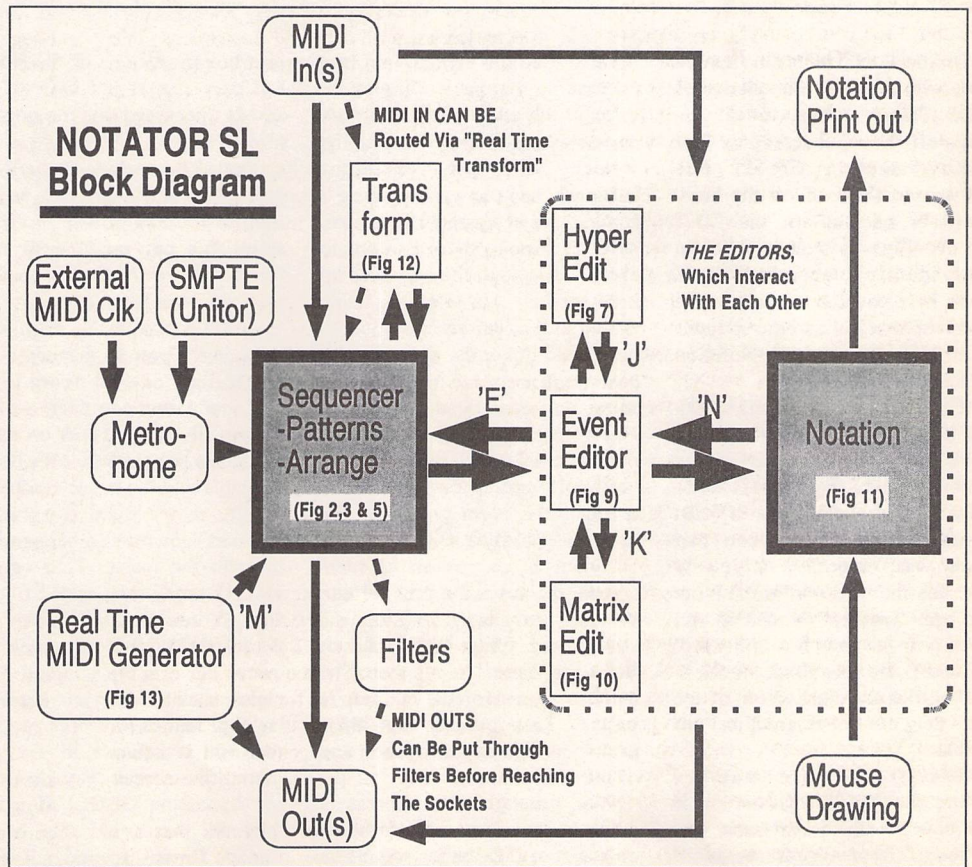 MIDI
In(s)
Notation
Print out
NOTATOR SL
Block Diagram
MIDI IN CAN BE
Routed Via "Real Time
Transform"
Trans
form
(Fig 12)
External
MIDI Clk
SMPTE
(Unitor)
Hyper
Edit
(Fig 7)
THE EDITORS,
Which Interact
With Each Other
'J'
Metro-
nome
Sequencer
-Patterns
-Arrange
(Fig 2,3 & 5)
'E'
Event
Editor
(Fig 9)
'N'
Notation
(Fig 11)
'K'
Real Time
MIDI Generator
(Fig 13)
'M'
Filters
Matrix
Edit
(Fig 10)
MIDI OUTS
Can Be Put Through
Filters Before Reaching
The Sockets
MIDI
Out(s)
Mouse
Drawing